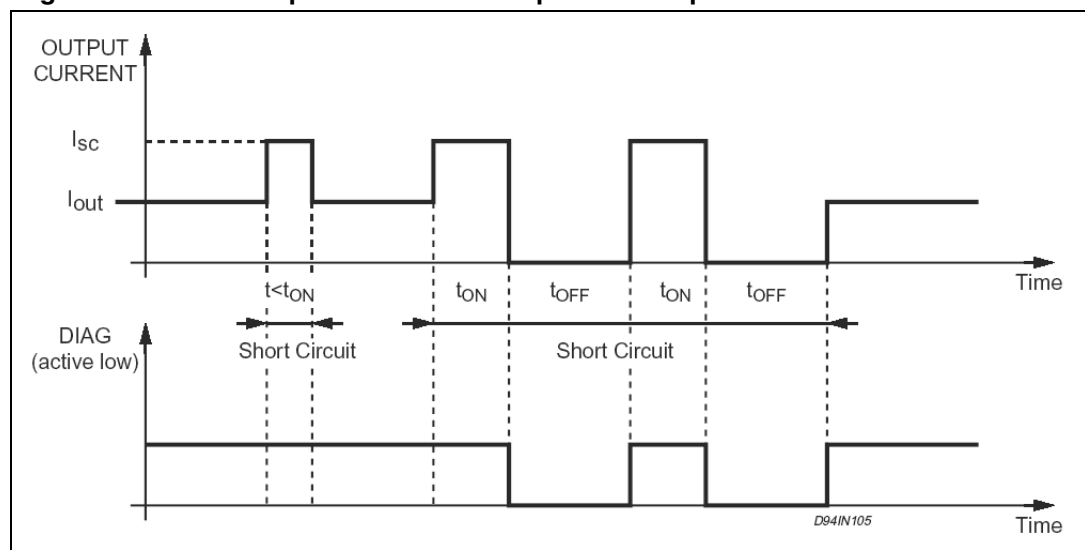 OUTPUT
CURRENT
Isc
Iout
Time
t<tON
tON
tOFF
tON
tOFF
DIAG
(active low)
Short Circuit
Short Circuit
D94IN105
Time